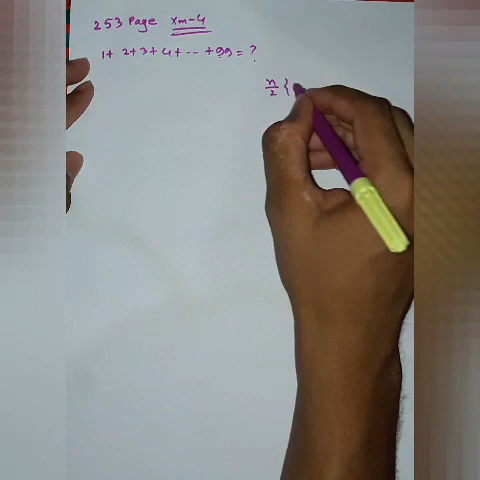 253 Page Xm-4
1+ 2+3+4+---+99=?
n/2 {